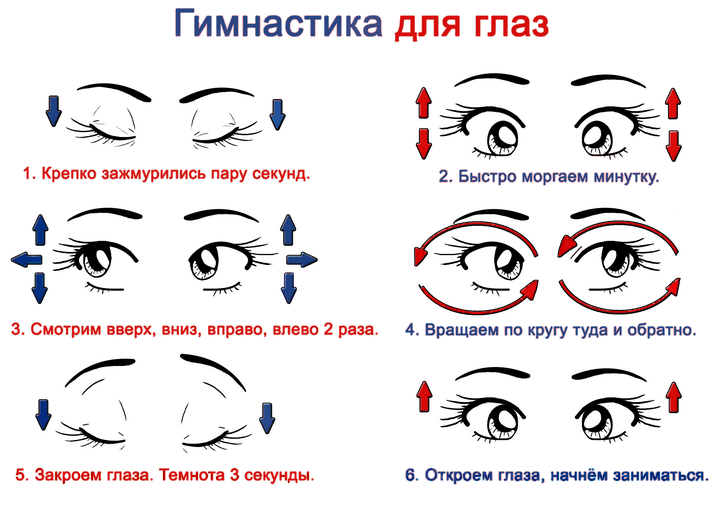 Гимнастика для глаз
1. Крепко зажмурились пару секунд.
2. Быстро моргаем минутку.
3. Смотрим вверх, вниз, вправо, влево 2 раза.
4. Вращаем по кругу туда и обратно.
5. Закроем глаза. Темнота 3 секунды.
6. Откроем глаза, начнём заниматься.